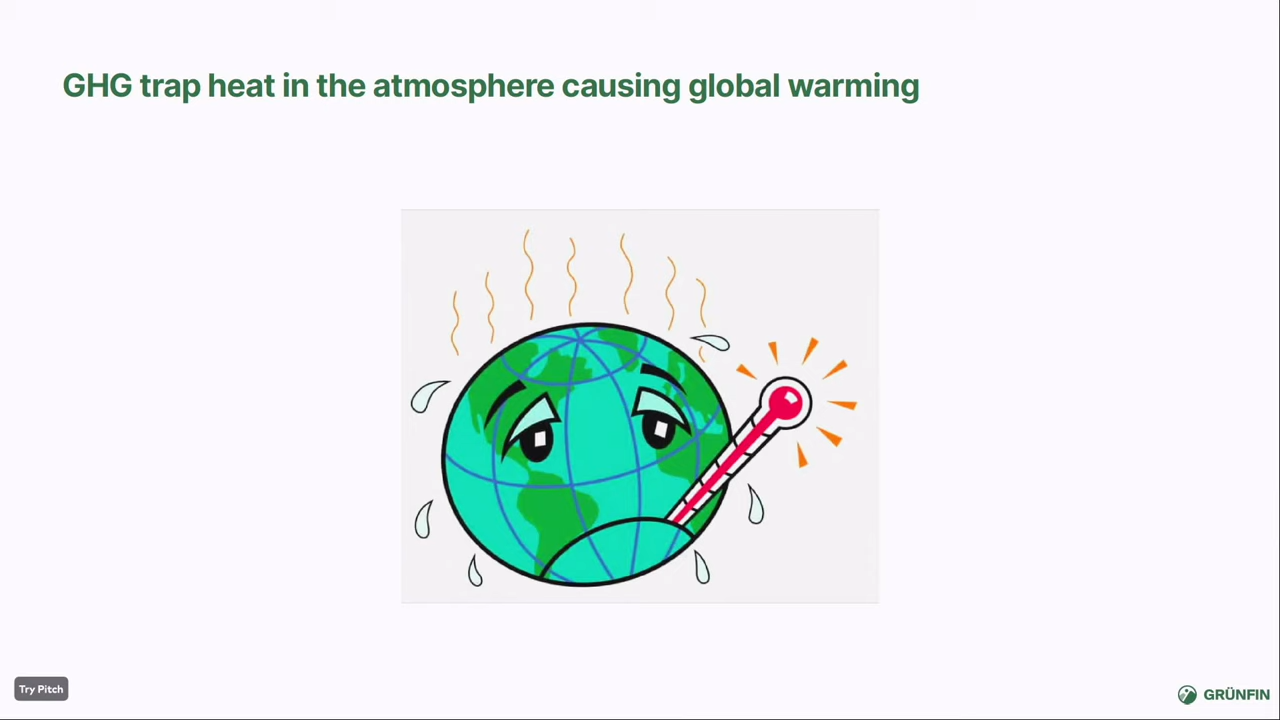 GHG trap heat in the atmosphere causing global warming
Try Pitch
GRÜNFIN